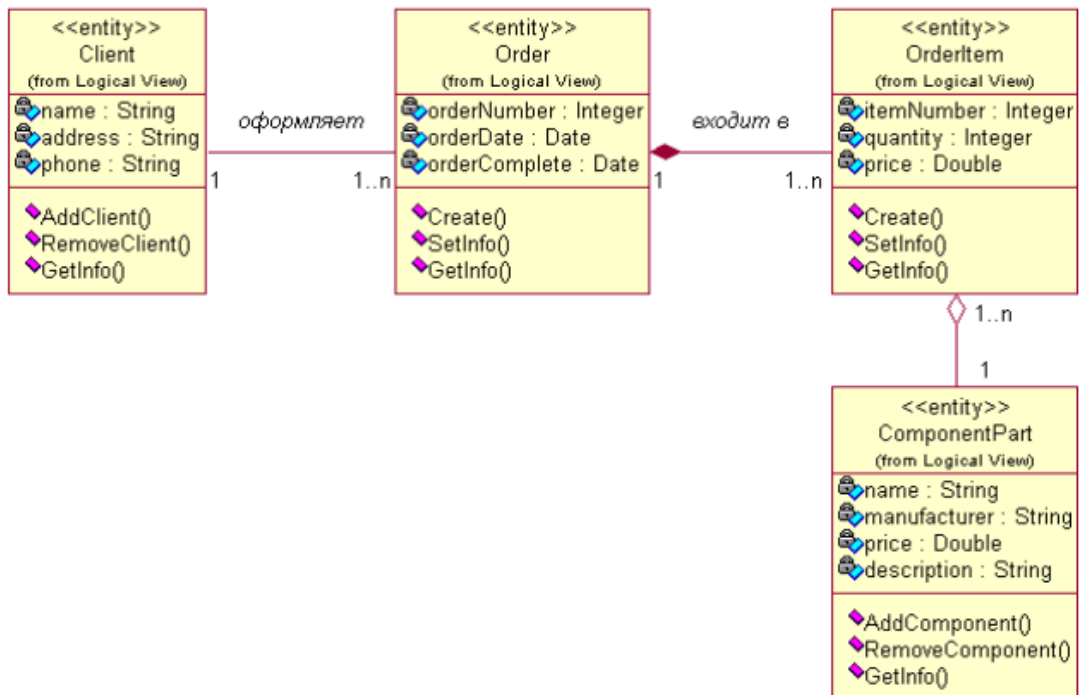 <<entity>>
Client
(from Logical View)
name : String
address : String
phone : String
AddClient()
RemoveClient()
GetInfo()
оформляет
1
1..n
<<entity>>
Order
(from Logical View)
orderNumber : Integer
orderDate : Date
orderComplete : Date
Create()
SetInfo()
GetInfo()
входит в
1
1..n
<<entity>>
OrderItem
(from Logical View)
itemNumber : Integer
quantity : Integer
price : Double
Create()
SetInfo()
GetInfo()
1..n
1
<<entity>>
ComponentPart
(from Logical View)
name : String
manufacturer : String
price : Double
description : String
AddComponent()
RemoveComponent()
GetInfo()